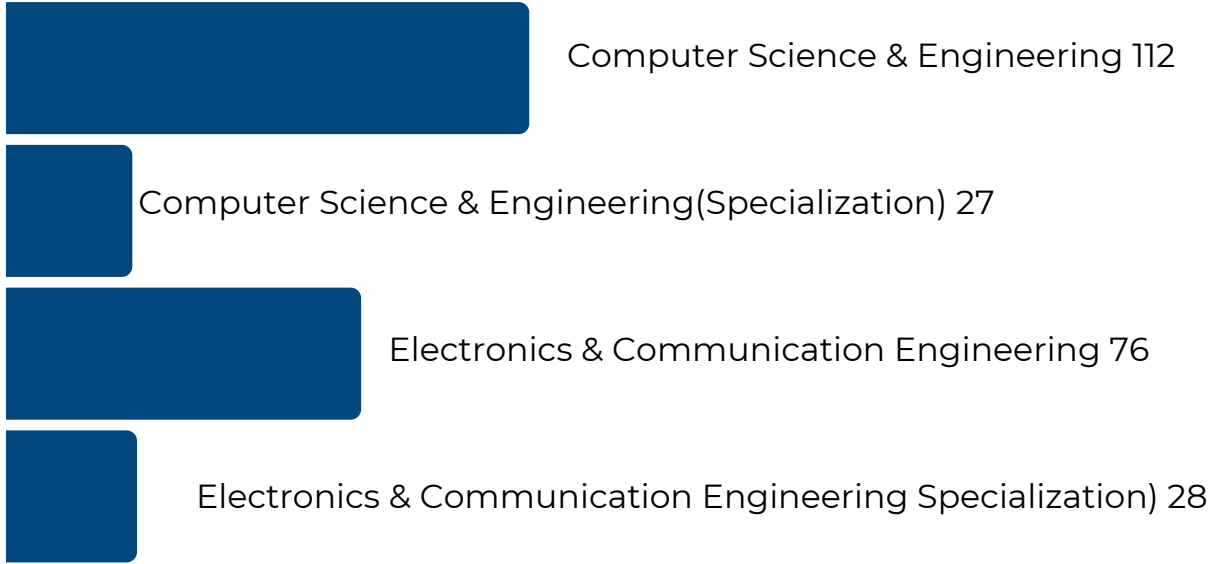 Computer Science & Engineering 112
Computer Science & Engineering(Specialization) 27
Electronics & Communication Engineering 76
Electronics & Communication Engineering Specialization) 28